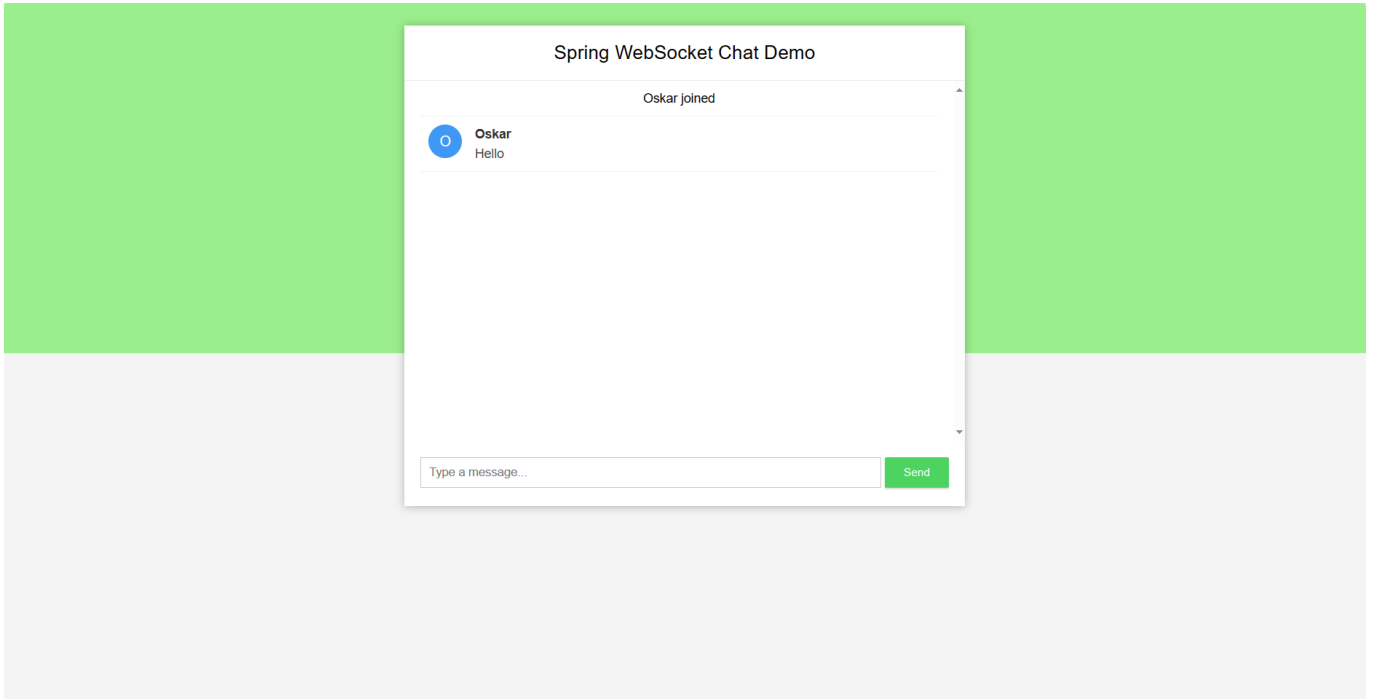 Spring WebSocket Chat Demo
Oskar joined
O
Oskar
Hello
Type a message...
Send